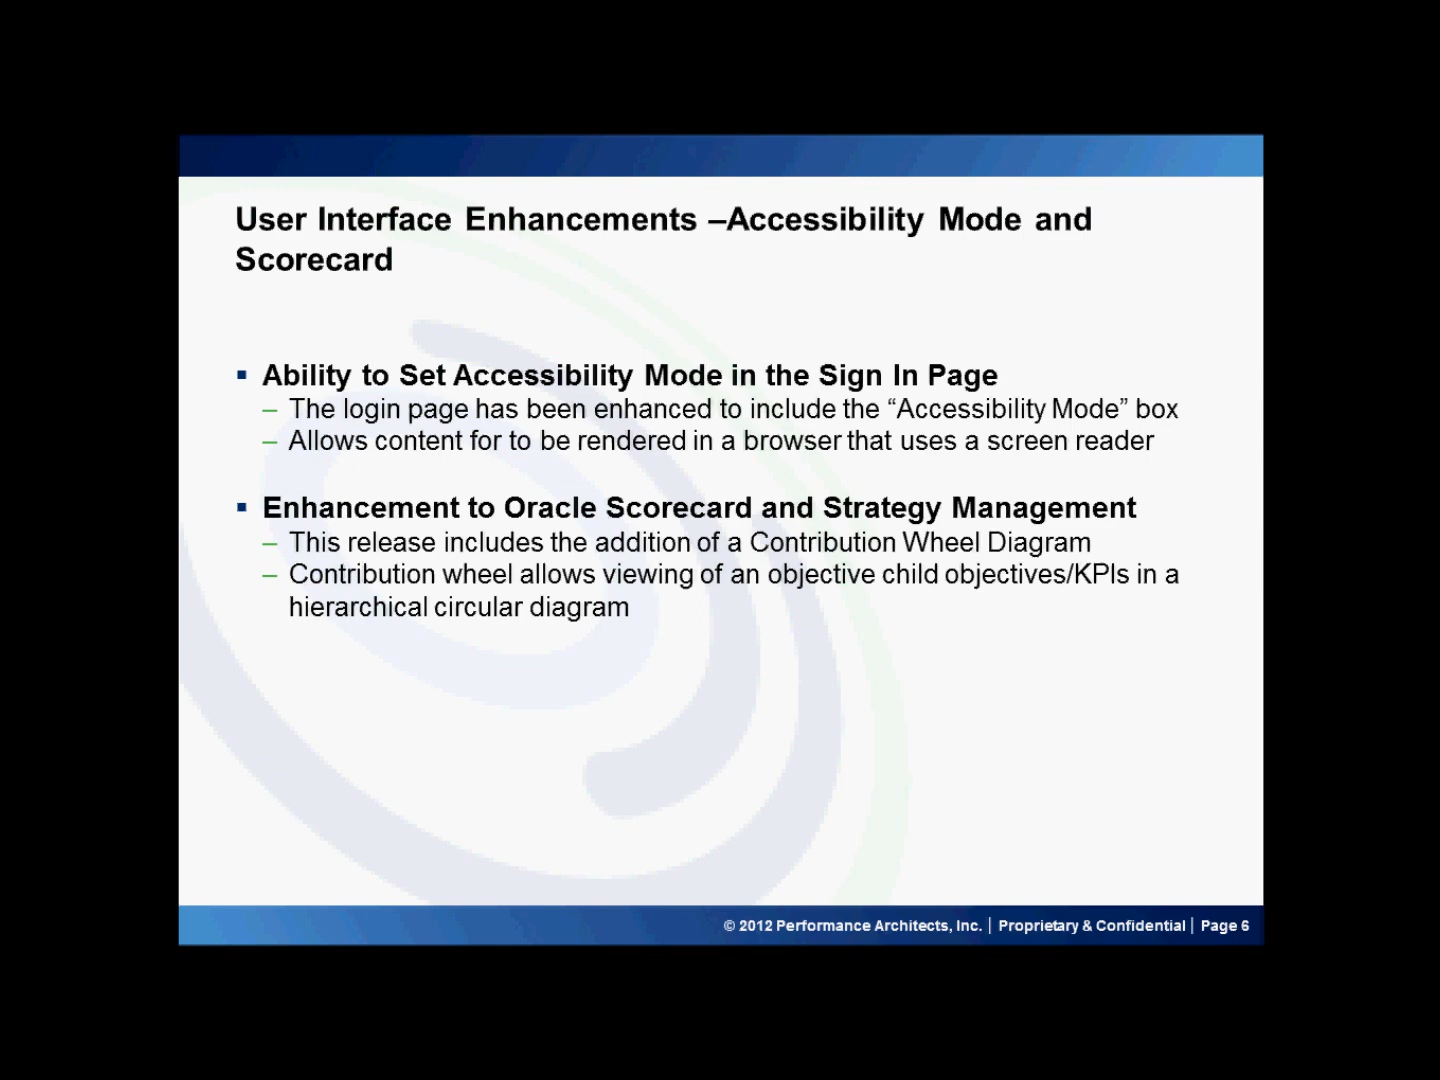 User Interface Enhancements –Accessibility Mode and
Scorecard
▪ Ability to Set Accessibility Mode in the Sign In Page
– The login page has been enhanced to include the “Accessibility Mode” box
– Allows content for to be rendered in a browser that uses a screen reader
▪ Enhancement to Oracle Scorecard and Strategy Management
– This release includes the addition of a Contribution Wheel Diagram
– Contribution wheel allows viewing of an objective child objectives/KPIs in a
hierarchical circular diagram
© 2012 Performance Architects, Inc. | Proprietary & Confidential | Page 6